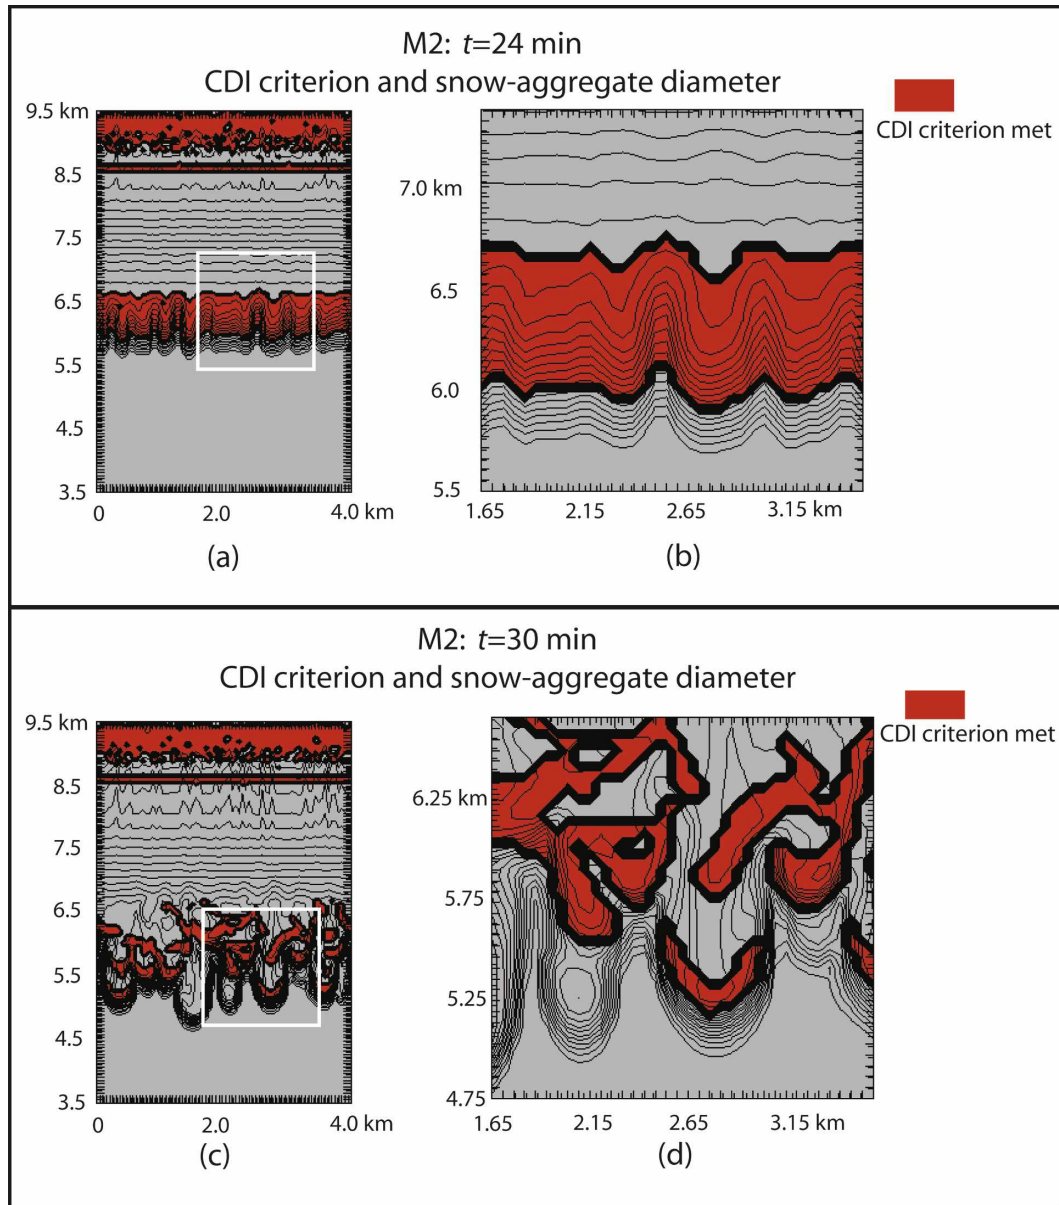 M2: t=24 min
CDI criterion and snow-aggregate diameter
CDI criterion met
9.5 km
8.5
7.5
6.5
5.5
4.5
3.5
0
2.0
4.0 km
(a)
7.0 km
6.5
6.0
5.5
1.65
2.15
2.65
3.15 km
(b)
M2: t=30 min
CDI criterion and snow-aggregate diameter
CDI criterion met
9.5 km
8.5
7.5
6.5
5.5
4.5
3.5
0
2.0
4.0 km
(c)
6.25 km
5.75
5.25
4.75
1.65
2.15
2.65
3.15 km
(d)